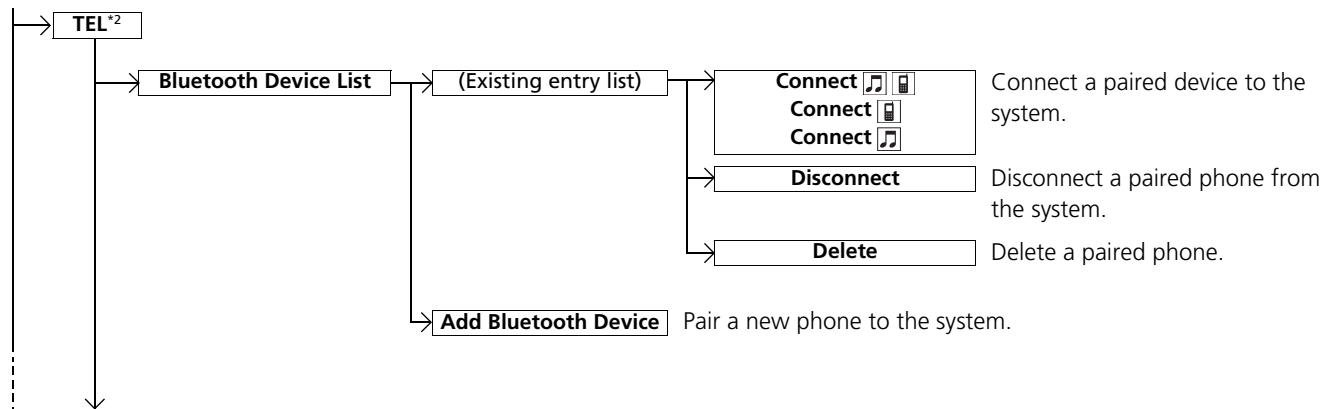 TEL*2
Bluetooth Device List
(Existing entry list)
Connect
Connect
Connect
Connect a paired device to the
system.
Disconnect
Disconnect a paired phone from
the system.
Delete
Delete a paired phone.
Add Bluetooth Device
Pair a new phone to the system.